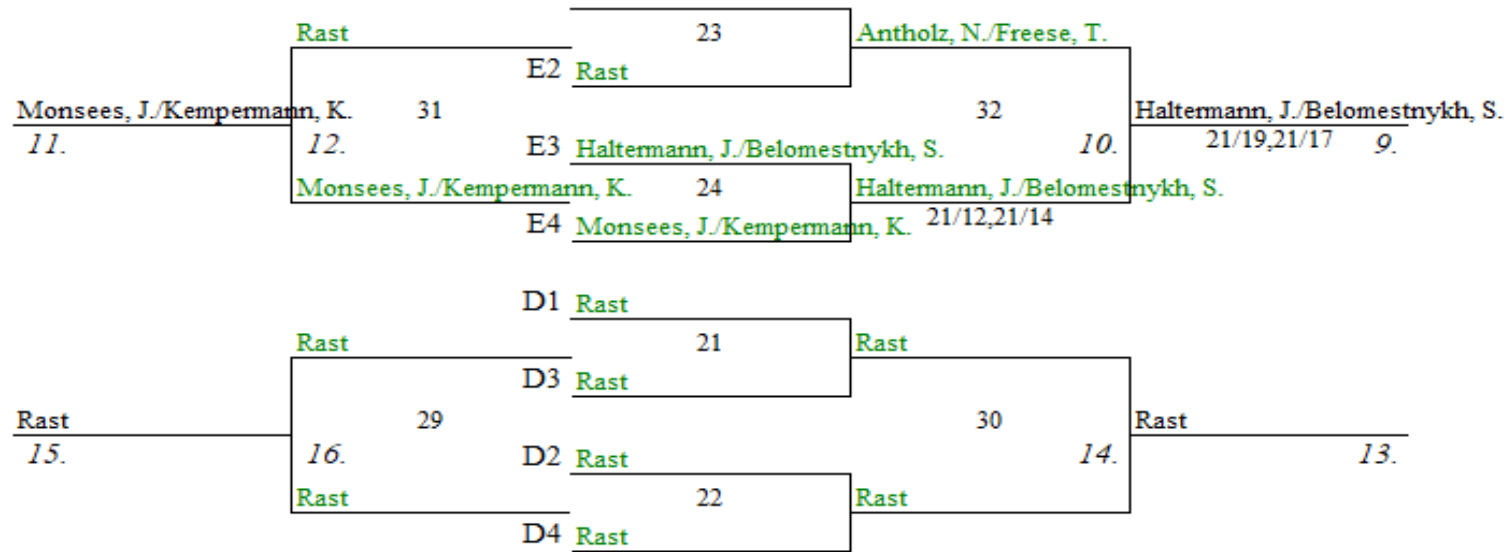 Rast 23 Antholz, N./Freese, T.
E2 Rast
Monsees, J./Kempermann, K. 31 32 Haltermann, J./Belomestnykh, S.
11. 12. E3 Haltermann, J./Belomestnykh, S. 10. 21/19,21/17 9.
Monsees, J./Kempermann, K. 24 Haltermann, J./Belomestnykh, S.
E4 Monsees, J./Kempermann, K. 21/12,21/14
D1 Rast
Rast 21 Rast
D3 Rast
Rast 29 30 Rast
15. 16. D2 Rast 14. 13.
Rast 22 Rast
D4 Rast